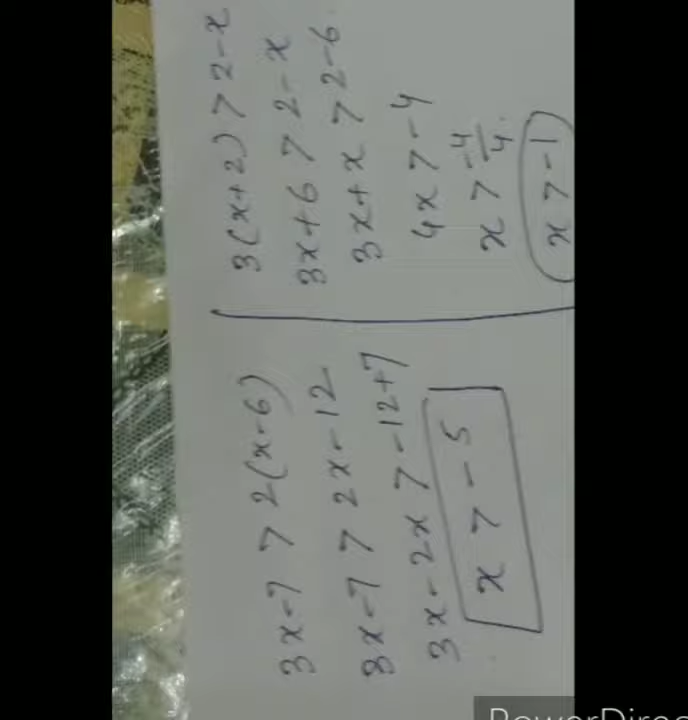 3x-7 > 2(x-6)
3x-7 > 2x-12
3x-2x > -12+7
x > -5
3(x+2) > 2-x
3x+6 > 2-x
3x+x > 2-6
4x > -4
x > -4/4
x > -1